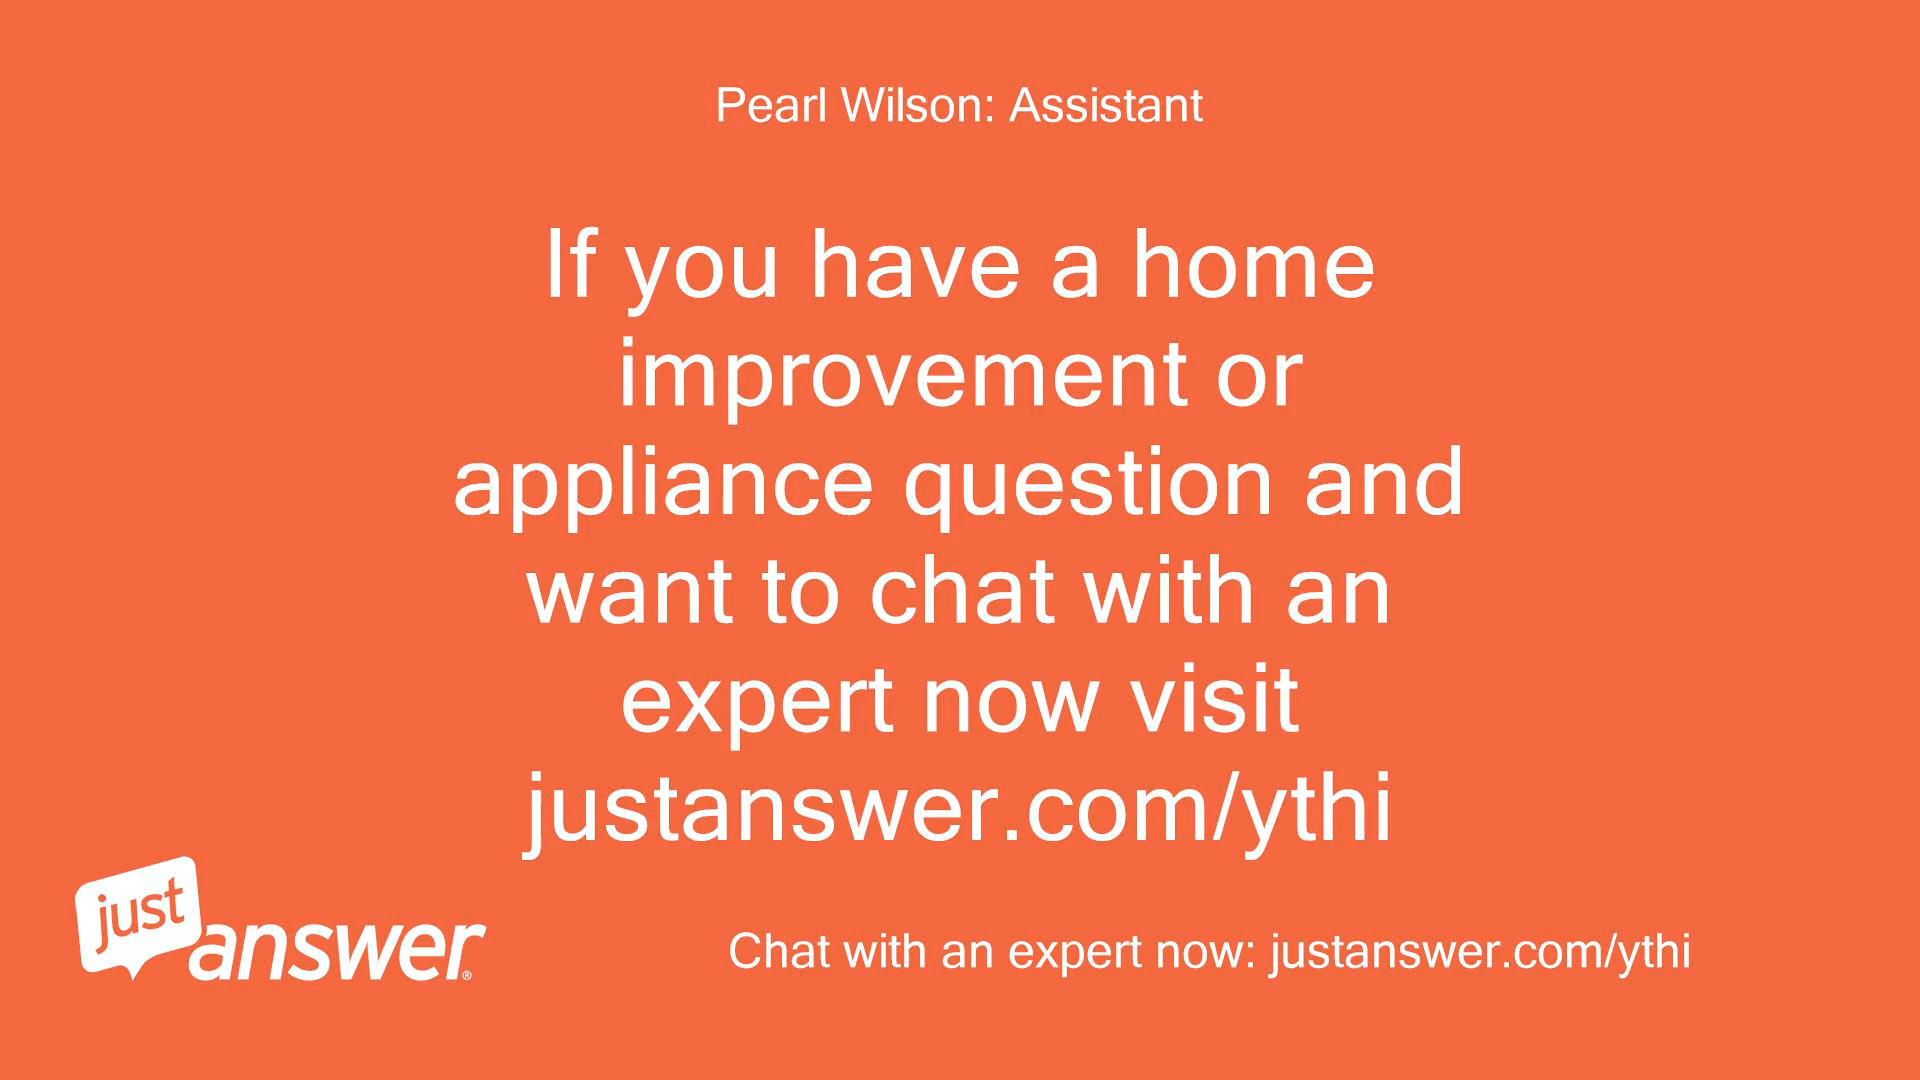 Pearl Wilson: Assistant
If you have a home
improvement or
appliance question and
want to chat with an
expert now visit
justanswer.com/ythi
just
answer®
Chat with an expert now: justanswer.com/ythi